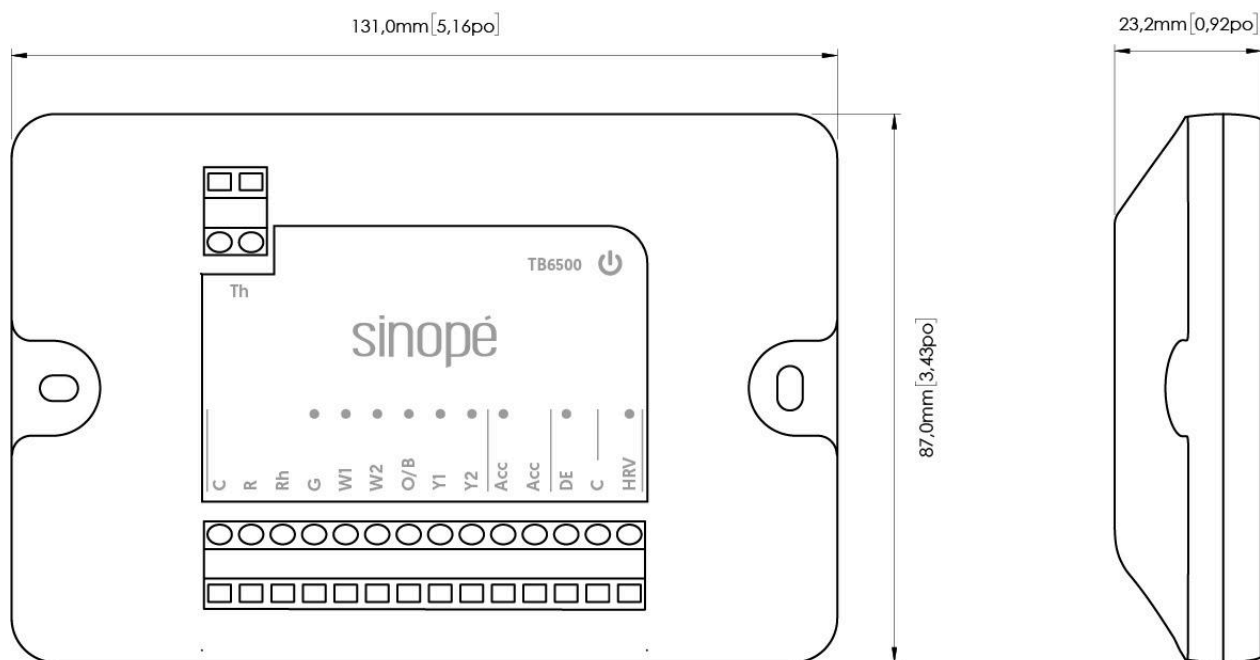 131,0mm[5,16po]
23,2mm[0,92po]
TB6500
Th
sinopé
87,0mm[3,43po]
C R Rh G W1 W2 O/B Y1 Y2 Acc Acc DE C HRV